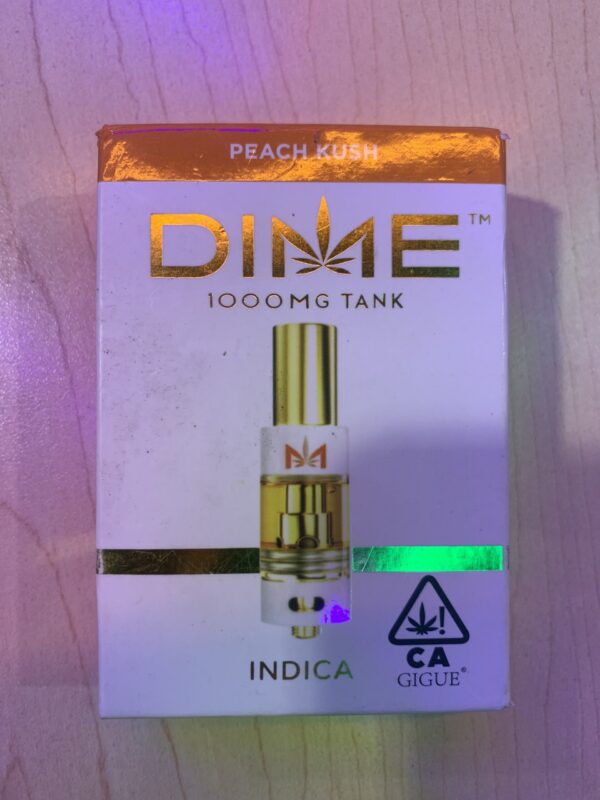 PEACH KUSH
DIME™
1000MG TANK
INDICA
CA
GIGUE®